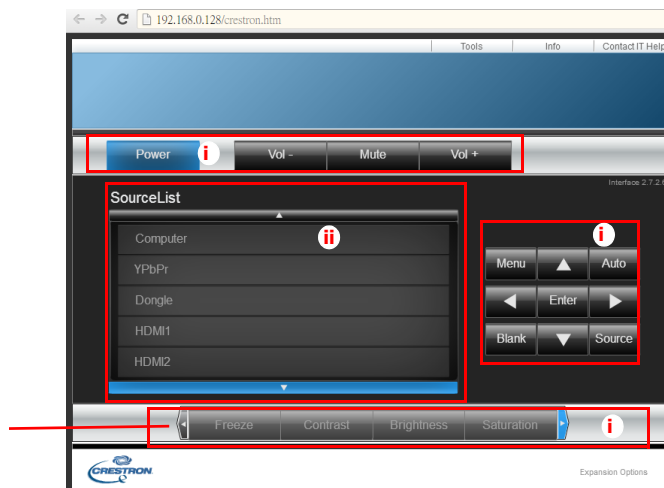 192.168.0.128/crestron.htm
Tools Info Contact IT Help
Power i Vol - Mute Vol +
Interface 2.7.2.6
SourceList
ii
Computer
YPbPr
Dongle
HDMI1
HDMI2
i
Menu Auto
Enter
Blank Source
Freeze Contrast Brightness Saturation i
CRESTRON
Expansion Options